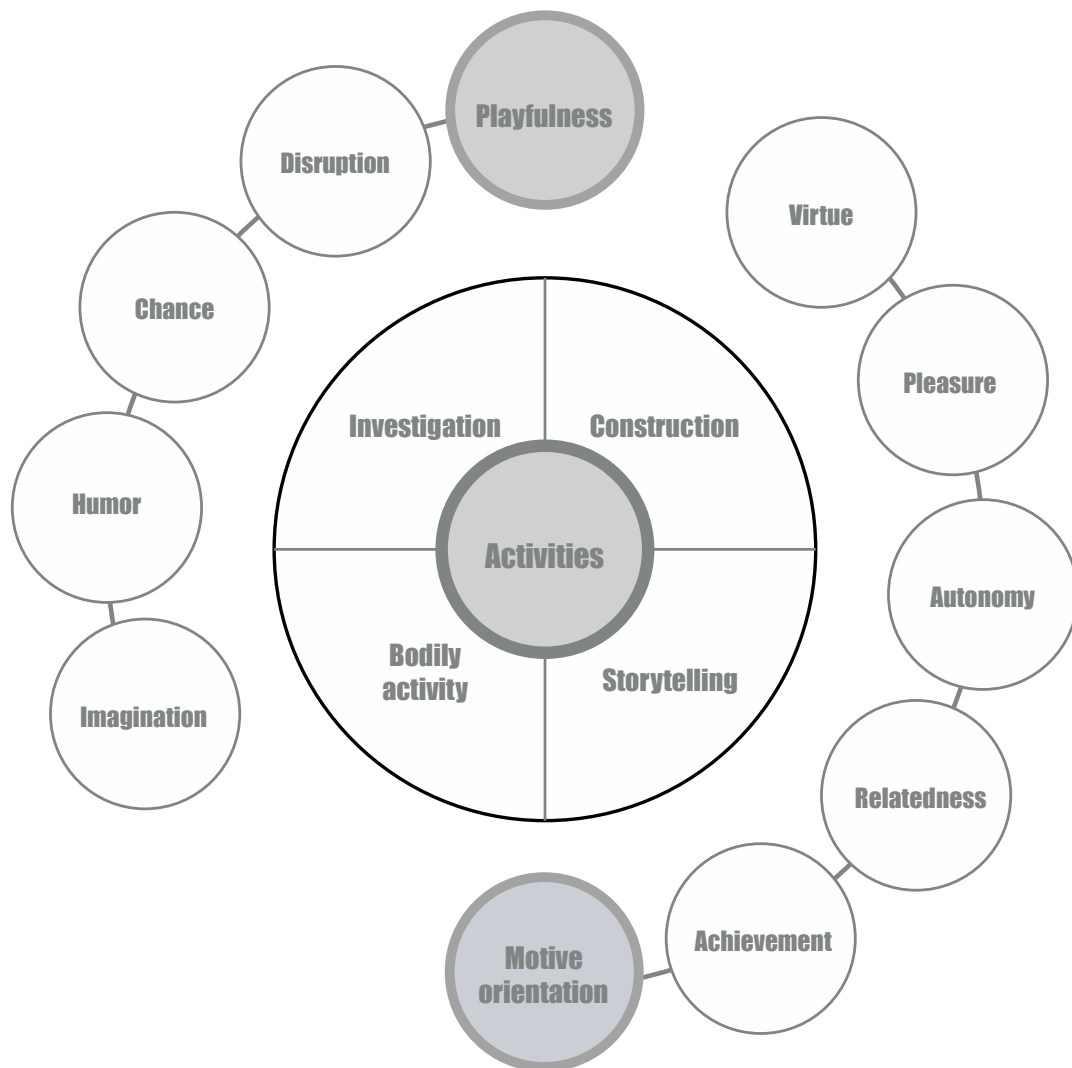 Playfulness
Disruption
Virtue
Chance
Pleasure
Investigation
Construction
Humor
Activities
Autonomy
Bodily
activity
Storytelling
Imagination
Relatedness
Achievement
Motive
orientation